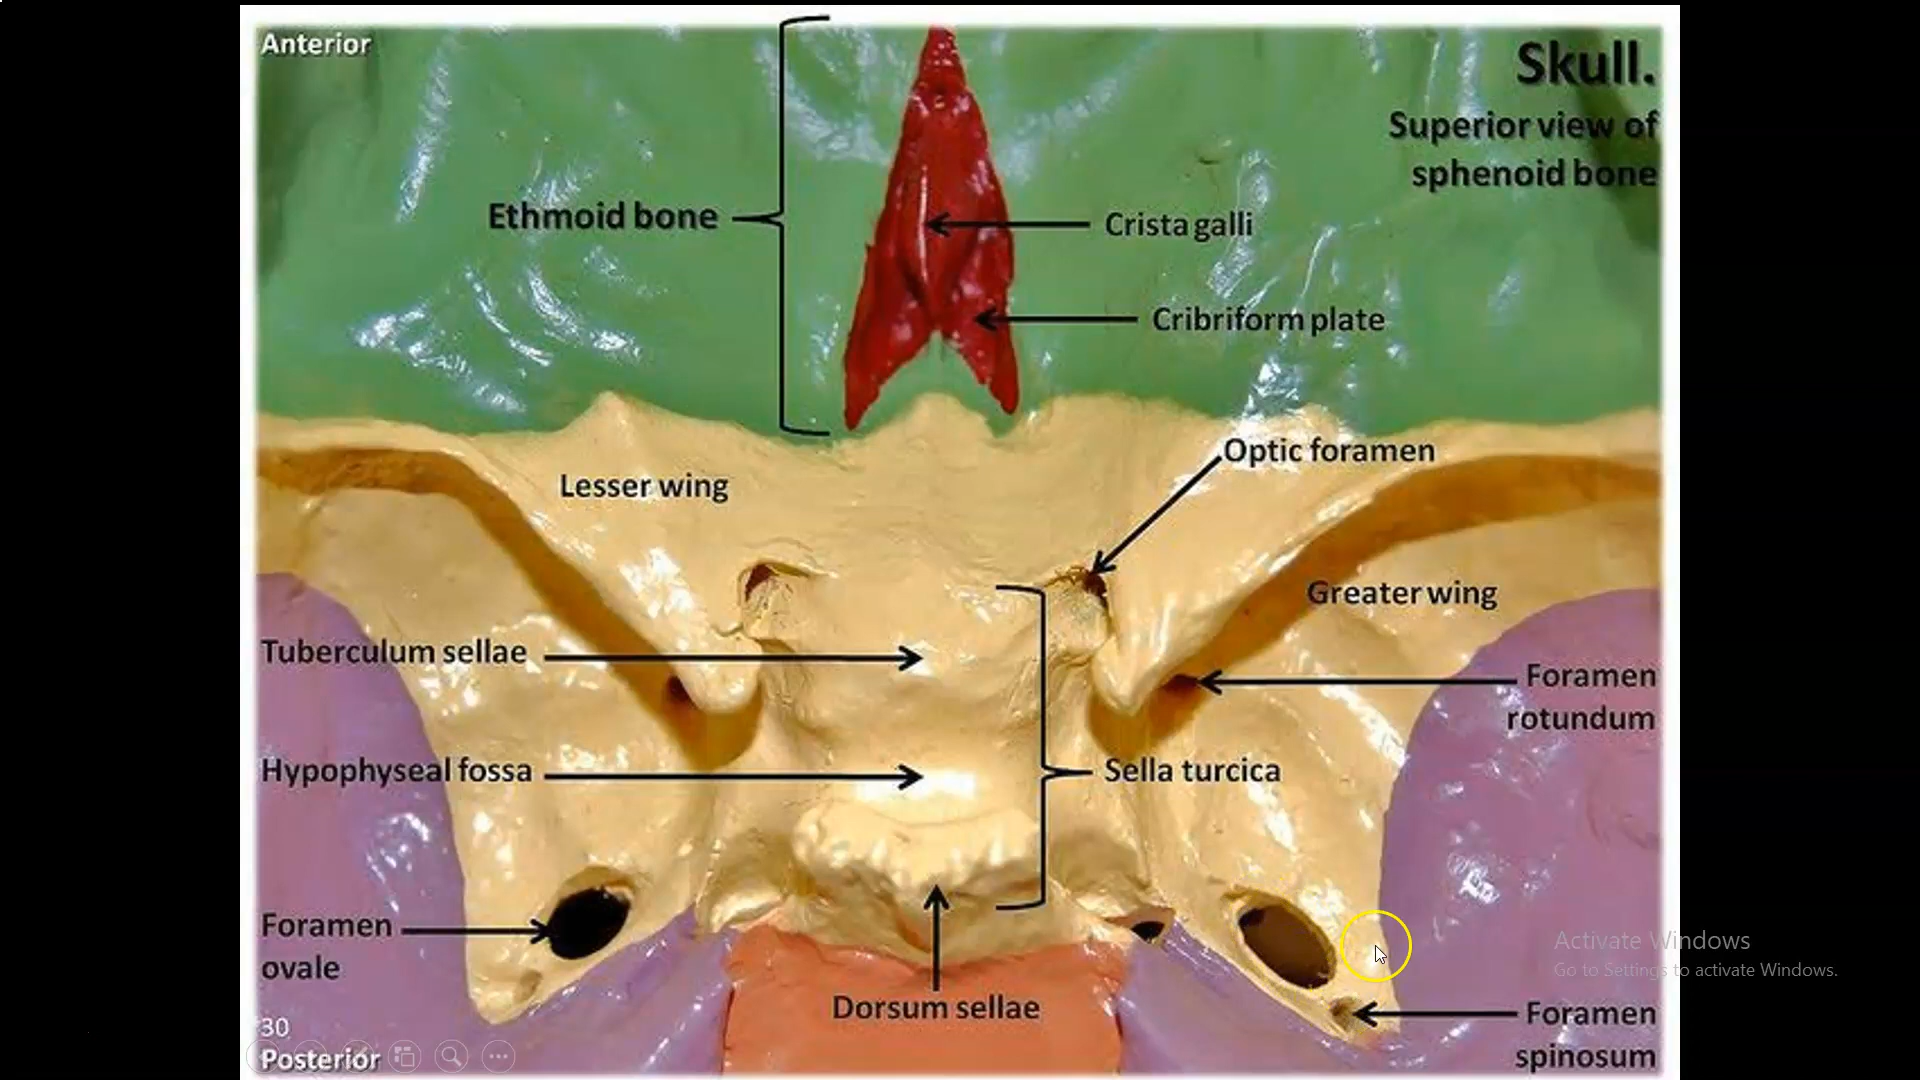 Anterior
Skull.
Superior view of
sphenoid bone
Ethmoid bone
Crista galli
Cribriform plate
Optic foramen
Lesser wing
Greater wing
Tuberculum sellae
Foramen
rotundum
Hypophyseal fossa
Sella turcica
Foramen
ovale
Activate Windows
Go to Settings to activate Windows.
Dorsum sellae
Foramen
spinosum
30
Posterior